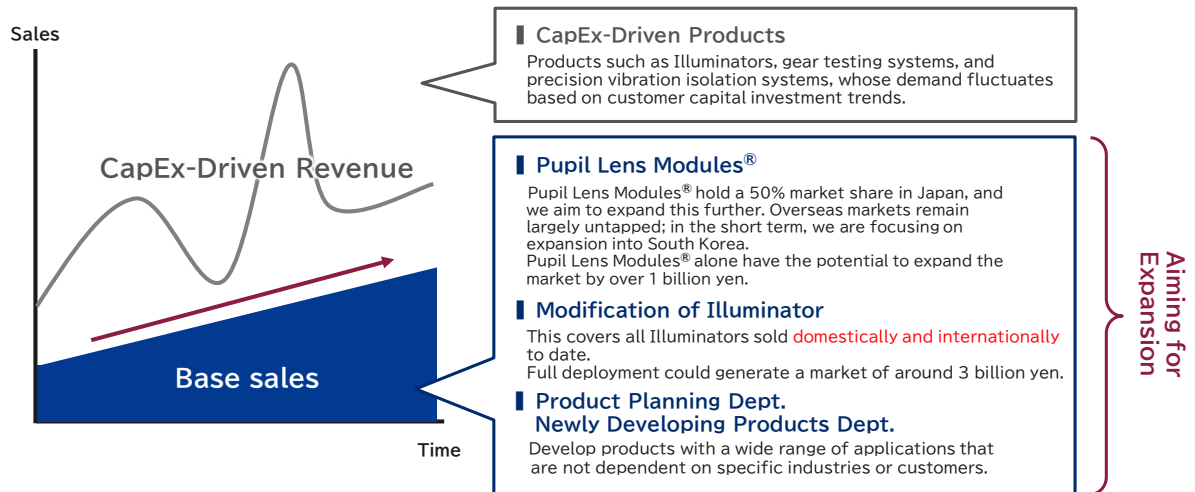 Sales
CapEx-Driven Revenue
Base sales
Time
CapEx-Driven Products
Products such as Illuminators, gear testing systems, and
precision vibration isolation systems, whose demand fluctuates
based on customer capital investment trends.
Pupil Lens Modules®
Pupil Lens Modules® hold a 50% market share in Japan, and
we aim to expand this further. Overseas markets remain
largely untapped; in the short term, we are focusing on
expansion into South Korea.
Pupil Lens Modules® alone have the potential to expand the
market by over 1 billion yen.
Modification of Illuminator
This covers all Illuminators sold domestically and internationally
to date.
Full deployment could generate a market of around 3 billion yen.
Product Planning Dept.
Newly Developing Products Dept.
Develop products with a wide range of applications that
are not dependent on specific industries or customers.
Aiming for
Expansion